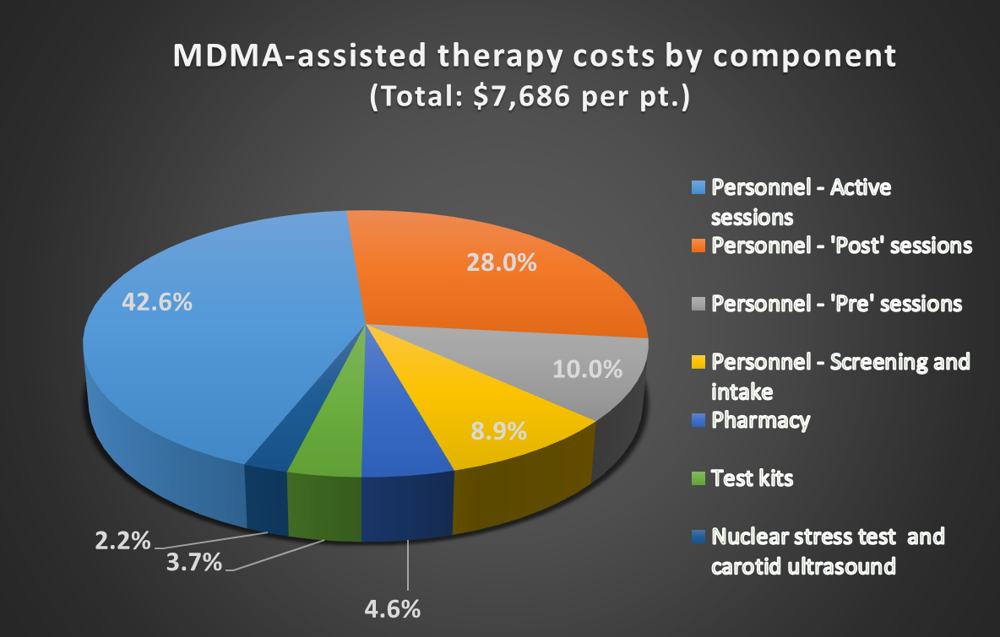 MDMA-assisted therapy costs by component
(Total: $7,686 per pt.)
28.0%
42.6%
10.0%
8.9%
2.2%
3.7%
4.6%
Personnel - Active
sessions
Personnel - 'Post' sessions
Personnel - 'Pre' sessions
Personnel - Screening and
intake
Pharmacy
Test kits
Nuclear stress test  and
carotid ultrasound